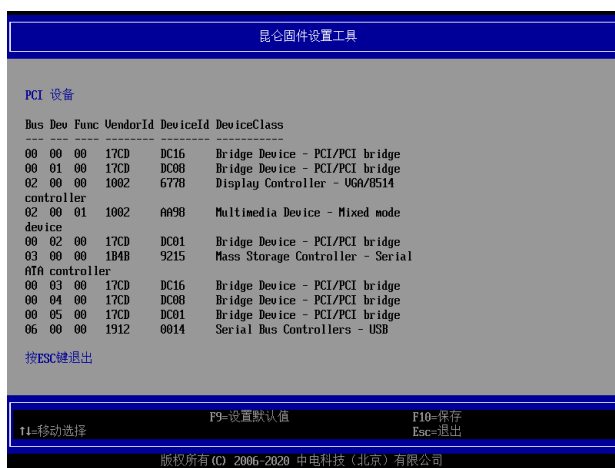 昆仑固件设置工具
PCI 设备
Bus Dev Func VendorId DeviceId DeviceClass
--- --- ---- -------- -------- -----------
00 00 00 17CD DC16 Bridge Device - PCI/PCI bridge
00 01 00 17CD DC08 Bridge Device - PCI/PCI bridge
02 00 00 1002 6778 Display Controller - VGA/8514
controller
02 00 01 1002 AA98 Multimedia Device - Mixed mode
device
00 02 00 17CD DC01 Bridge Device - PCI/PCI bridge
03 00 00 1B4B 9215 Mass Storage Controller - Serial
ATA controller
00 03 00 17CD DC16 Bridge Device - PCI/PCI bridge
00 04 00 17CD DC08 Bridge Device - PCI/PCI bridge
00 05 00 17CD DC01 Bridge Device - PCI/PCI bridge
06 00 00 1912 0014 Serial Bus Controllers - USB
按ESC键退出
F9=设置默认值 F10=保存
↑↓=移动选择 Esc=退出
版权所有(C) 2006-2020 中电科技（北京）有限公司